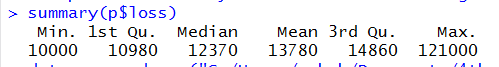 > summary(p$loss)
Min. 1st Qu. Median Mean 3rd Qu. Max.
10000 10980 12370 13780 14860 121000